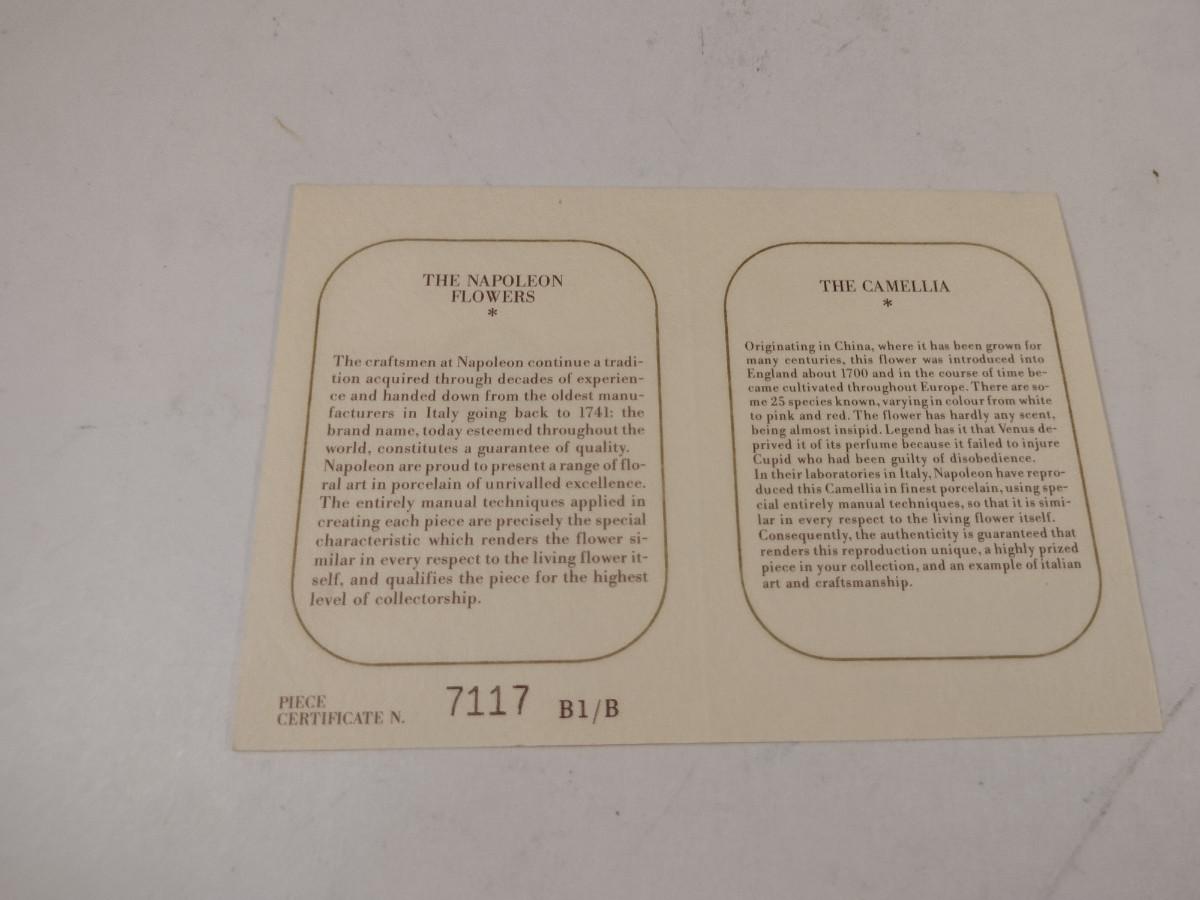 THE NAPOLEON
FLOWERS
*
The craftsmen at Napoleon continue a tradi-
tion acquired through decades of experien-
ce and handed down from the oldest manu-
facturers in Italy going back to 1741: the
brand name, today esteemed throughout the
world, constitutes a guarantee of quality.
Napoleon are proud to present a range of flo-
ral art in porcelain of unrivalled excellence.
The entirely manual techniques applied in
creating each piece are precisely the special
characteristic which renders the flower si-
milar in every respect to the living flower it-
self, and qualifies the piece for the highest
level of collectorship.
PIECE
CERTIFICATE N.
7117 B1/B
THE CAMELLIA
*
Originating in China, where it has been grown for
many centuries, this flower was introduced into
England about 1700 and in the course of time be-
came cultivated throughout Europe. There are so-
me 25 species known, varying in colour from white
to pink and red. The flower has hardly any scent,
being almost insipid. Legend has it that Venus de-
prived it of its perfume because it failed to injure
Cupid who had been guilty of disobedience.
In their laboratories in Italy, Napoleon have repro-
duced this Camellia in finest porcelain, using spe-
cial entirely manual techniques, so that it is simi-
lar in every respect to the living flower itself.
Consequently, the authenticity is guaranteed that
renders this reproduction unique, a highly prized
piece in your collection, and an example of italian
art and craftsmanship.